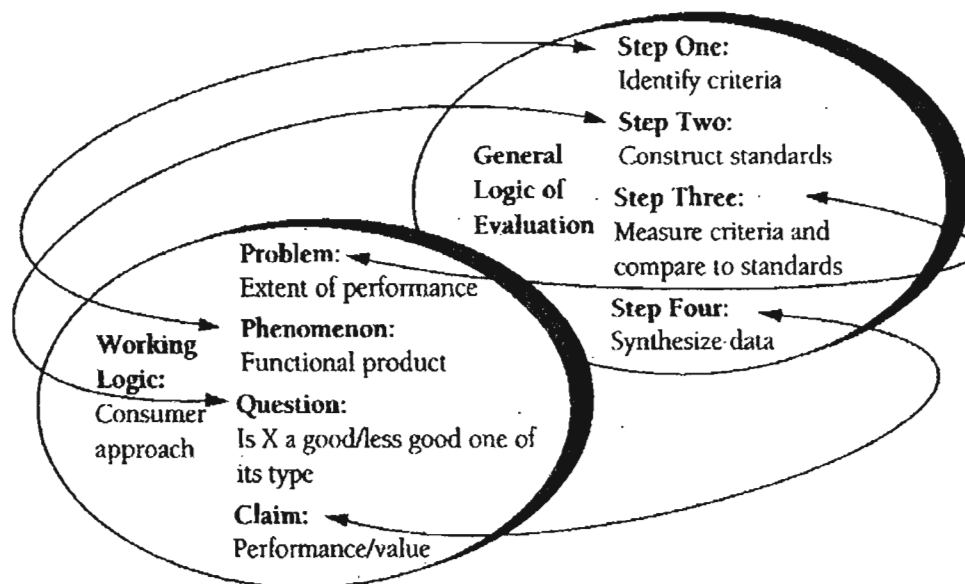 Step One:
Identify criteria
Step Two:
Construct standards
General
Logic of
Evaluation
Step Three:
Measure criteria and
compare to standards
Step Four:
Synthesize data
Problem:
Extent of performance
Phenomenon:
Functional product
Working
Logic:
Consumer
approach
Question:
Is X a good/less good one of
its type
Claim:
Performance/value